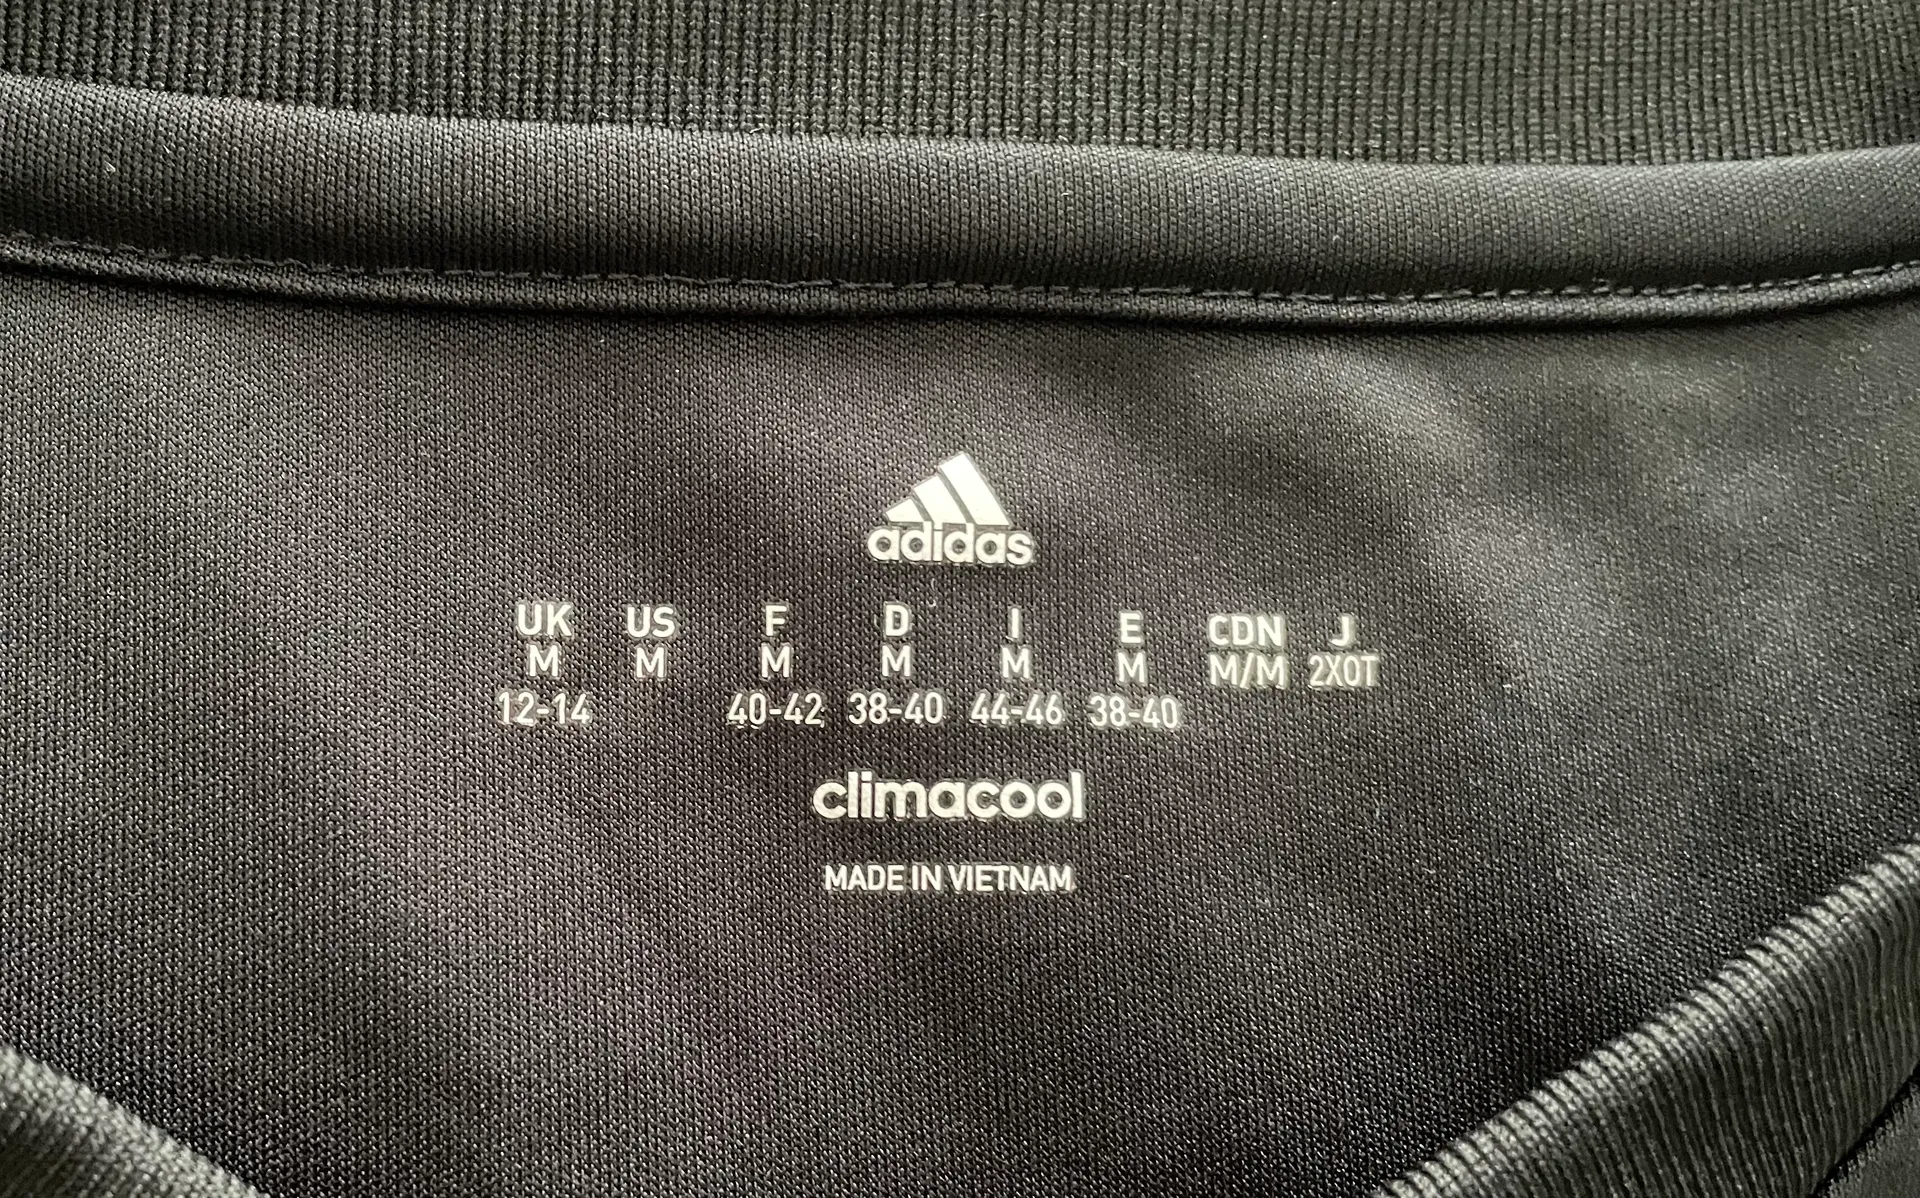 adidas
UK US F D I E CDN J
M M M M M M M/M 2XOT
12-14 40-42 38-40 44-46 38-40
climacool
MADE IN VIETNAM